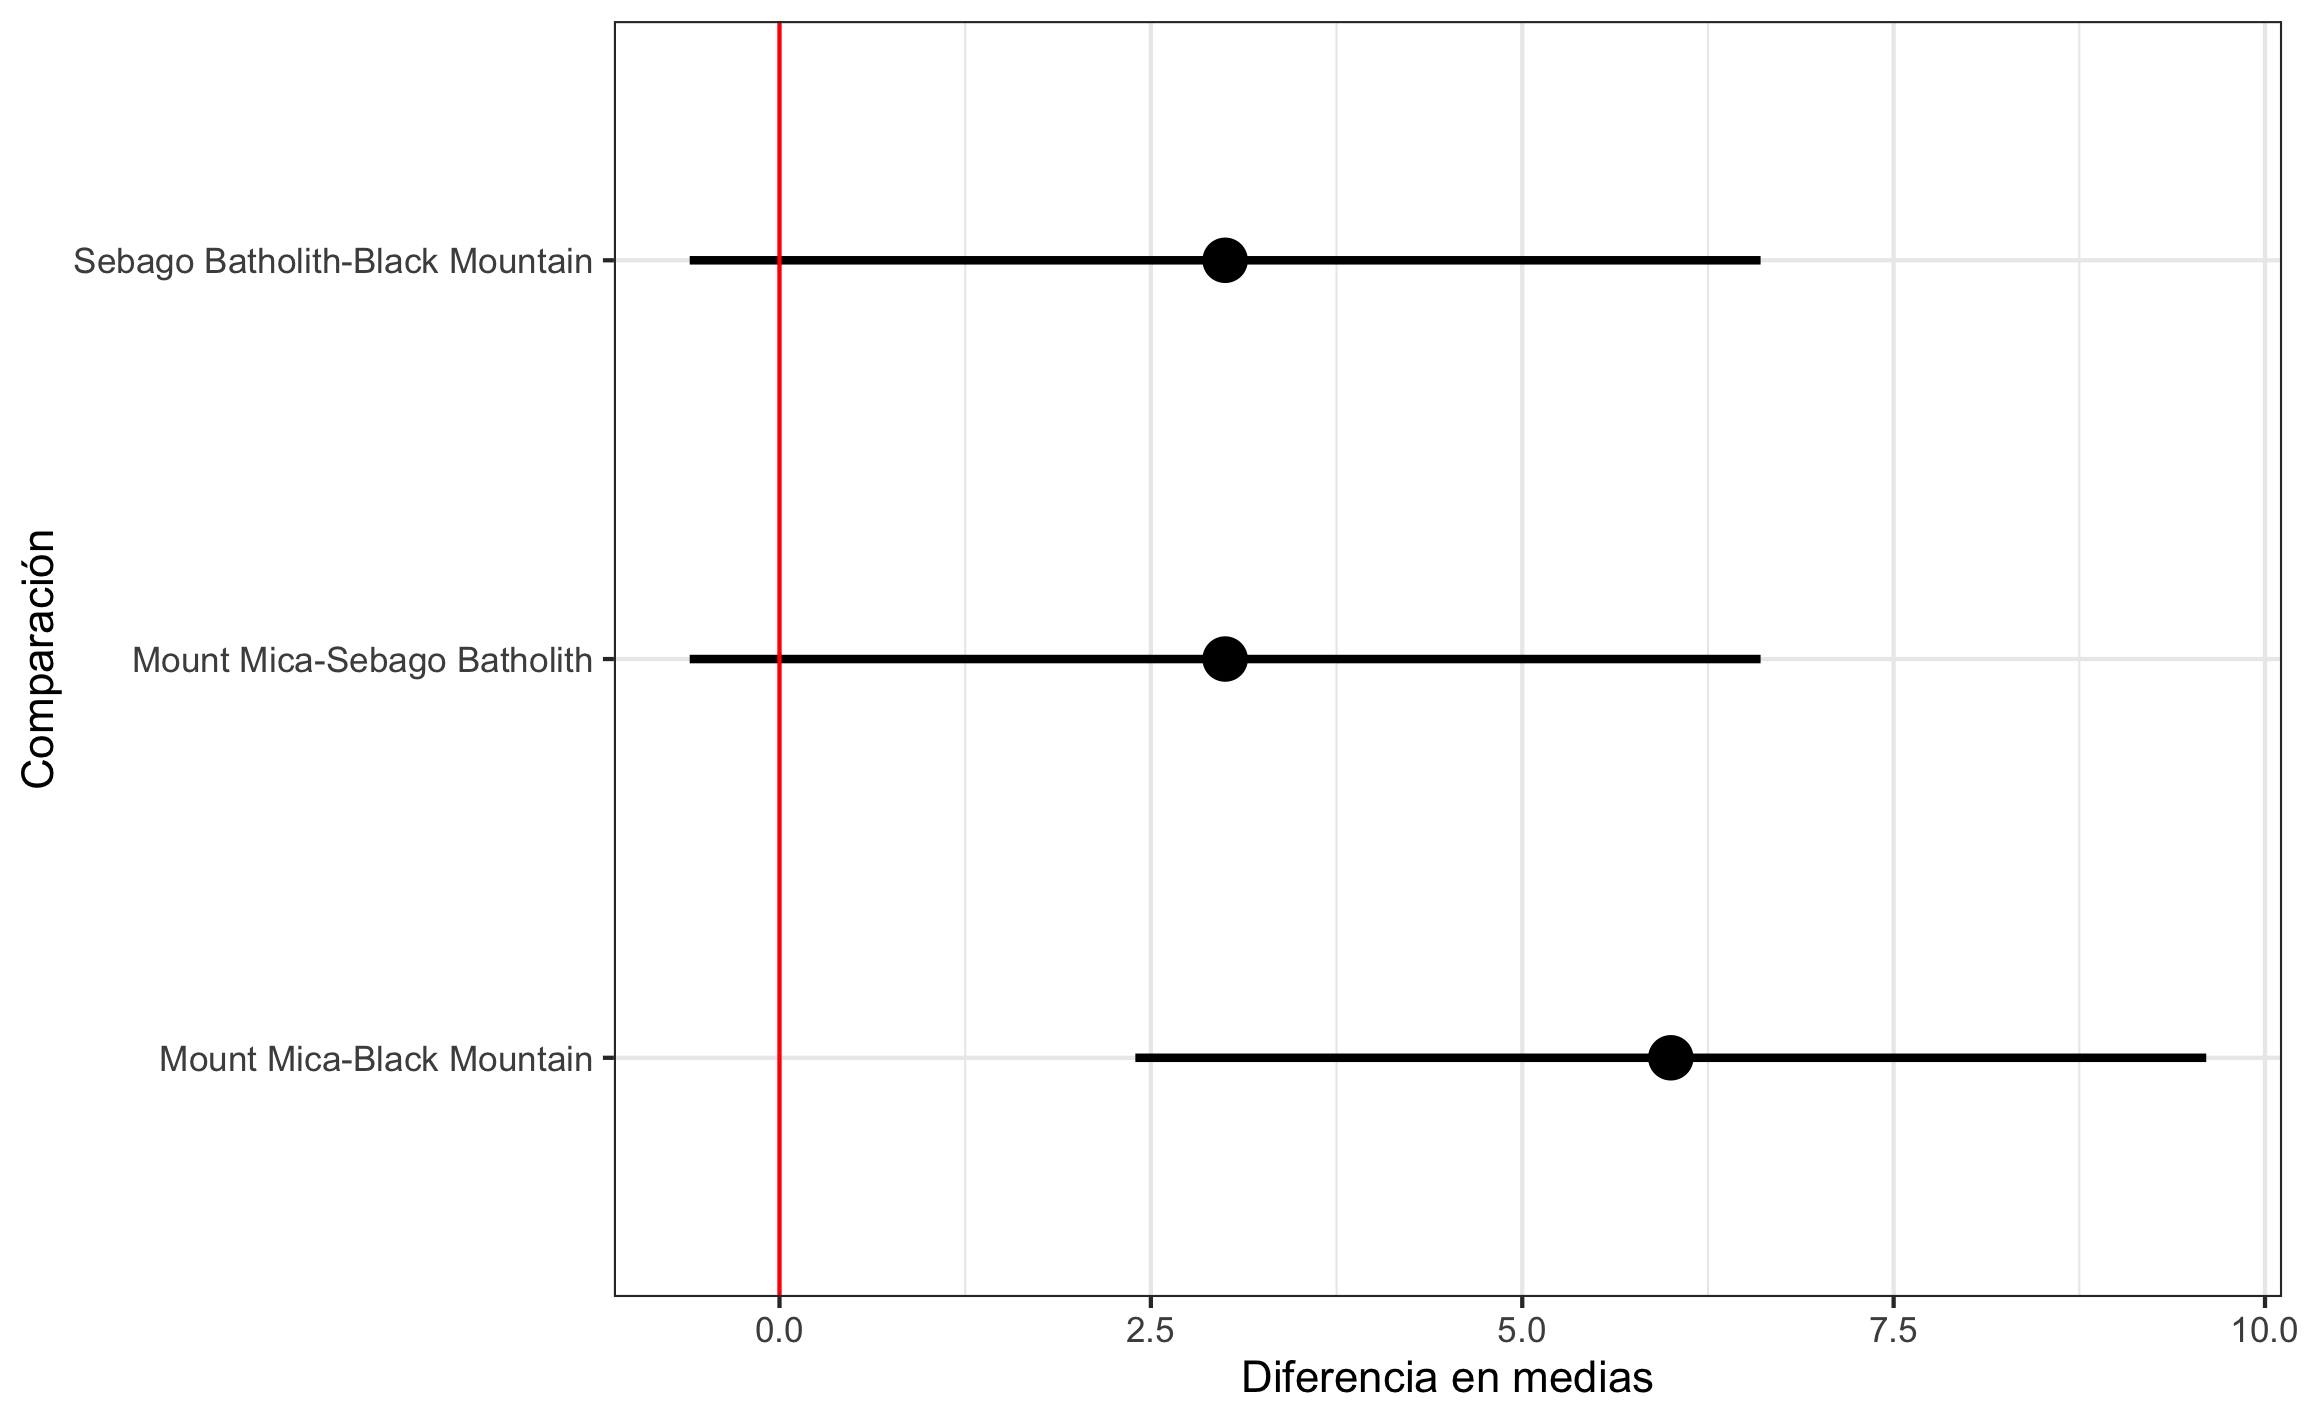 Comparación
Sebago Batholith-Black Mountain
Mount Mica-Sebago Batholith
Mount Mica-Black Mountain
0.0 2.5 5.0 7.5 10.0
Diferencia en medias